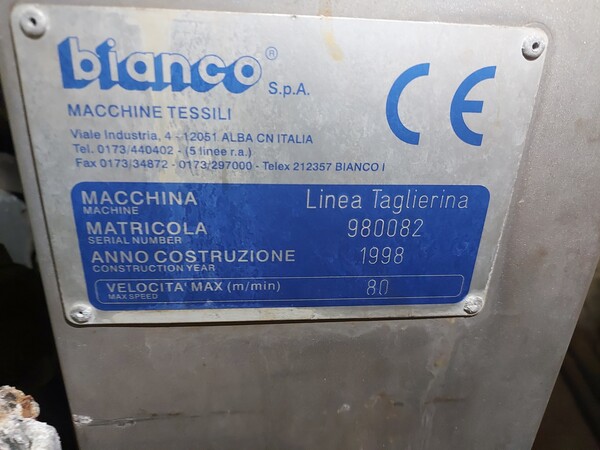 bianco® S.p.A.
MACCHINE TESSILI
Viale Industria, 4 - 12051 ALBA CN ITALIA
Tel. 0173/440402 - (5 linee r.a.)
Fax 0173/34872 - 0173/297000 - Telex 212357 BIANCO I
CE
MACCHINA Linea Taglierina
MACHINE
MATRICOLA 980082
SERIAL NUMBER
ANNO COSTRUZIONE 1998
CONSTRUCTION YEAR
VELOCITA' MAX (m/min) 80
MAX SPEED